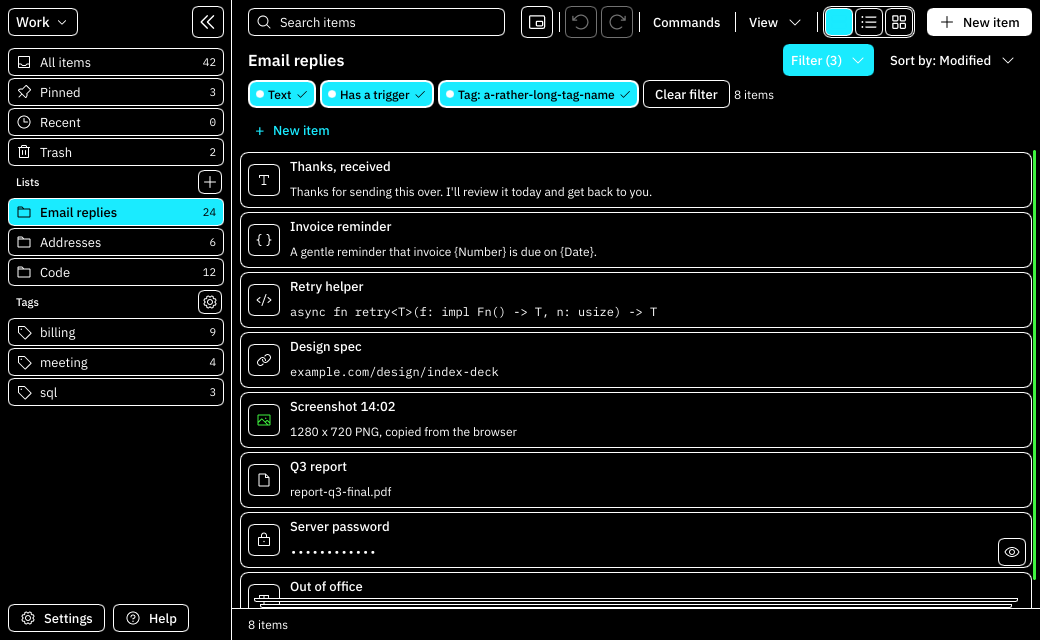 Work
Search items
Commands
View
New item
All items 42
Pinned 3
Recent 0
Trash 2
Lists
Email replies 24
Addresses 6
Code 12
Tags
billing 9
meeting 4
sql 3
Settings
Help
Email replies
Filter (3)
Sort by: Modified
Text
Has a trigger
Tag: a-rather-long-tag-name
Clear filter
8 items
+ New item
Thanks, received
Thanks for sending this over. I'll review it today and get back to you.
Invoice reminder
A gentle reminder that invoice {Number} is due on {Date}.
Retry helper
async fn retry<T>(f: impl Fn() -> T, n: usize) -> T
Design spec
example.com/design/index-deck
Screenshot 14:02
1280 x 720 PNG, copied from the browser
Q3 report
report-q3-final.pdf
Server password
••••••••••••
Out of office
8 items